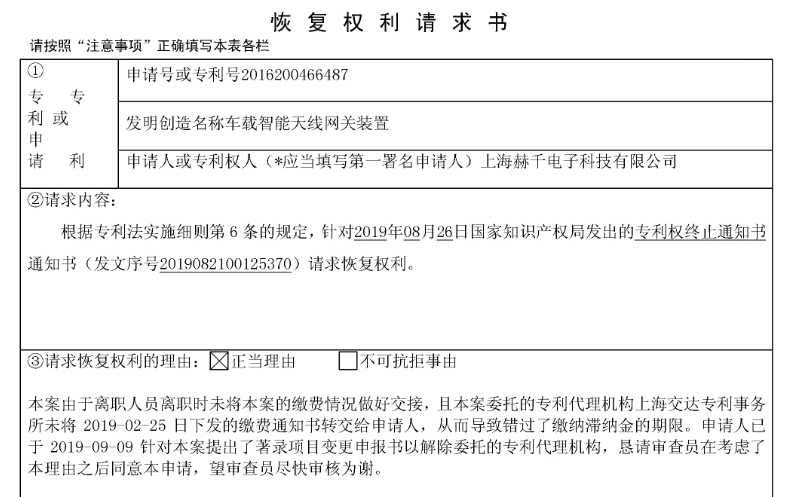 恢复权利请求书
请按照“注意事项”正确填写本表各栏
①
专 专
利 或
申
请 利
申请号或专利号2016200466487
发明创造名称车载智能天线网关装置
申请人或专利权人（*应当填写第一署名申请人）上海赫千电子科技有限公司
②请求内容：
根据专利法实施细则第 6 条的规定，针对2019年08月26日国家知识产权局发出的专利权终止通知书
通知书（发文序号2019082100125370）请求恢复权利。
③请求恢复权利的理由：☒正当理由 ☐不可抗拒事由
本案由于离职人员离职时未将本案的缴费情况做好交接，且本案委托的专利代理机构上海交达专利事务
所未将 2019-02-25 日下发的缴费通知书转交给申请人，从而导致错过了缴纳滞纳金的期限。申请人已
于 2019-09-09 针对本案提出了著录项目变更申报书以解除委托的专利代理机构，恳请审查员在考虑了
本理由之后同意本申请，望审查员尽快审核为谢。